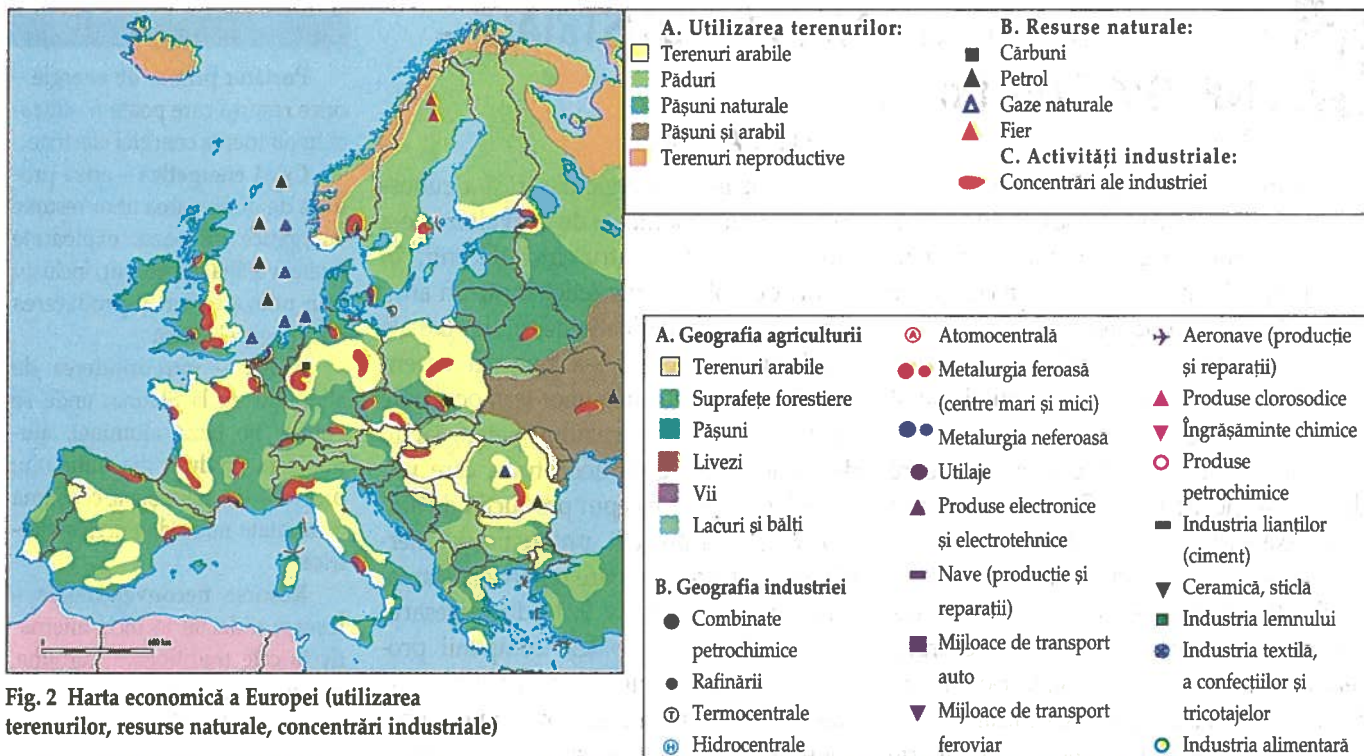 A. Utilizarea terenurilor:
Terenuri arabile
Păduri
Pășuni naturale
Pășuni și arabil
Terenuri neproductive
B. Resurse naturale:
Cărbuni
Petrol
Gaze naturale
Fier
C. Activități industriale:
Concentrări ale industriei
0
600 km
Fig. 2 Harta economică a Europei (utilizarea
terenurilor, resurse naturale, concentrări industriale)
A. Geografia agriculturii
Terenuri arabile
Suprafețe forestiere
Pășuni
Livezi
Vii
Lacuri și bălți
B. Geografia industriei
Combinate
petrochimice
Rafinării
T Termocentrale
H Hidrocentrale
A Atomocentrală
Metalurgia feroasă
(centre mari și mici)
Metalurgia neferoasă
Utilaje
Produse electronice
și electrotehnice
Nave (producție și
reparații)
Mijloace de transport
auto
Mijloace de transport
feroviar
Aeronave (producție
și reparații)
Produse clorosodice
Îngrășăminte chimice
Produse
petrochimice
Industria lianților
(ciment)
Ceramică, sticlă
Industria lemnului
Industria textilă,
a confecțiilor și
tricotajelor
Industria alimentară